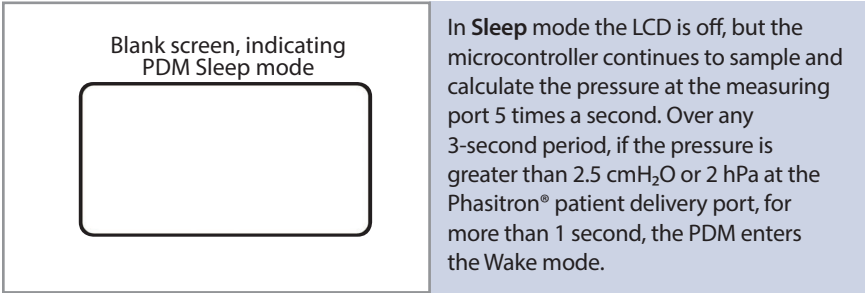 Blank screen, indicating
PDM Sleep mode
In Sleep mode the LCD is off, but the
microcontroller continues to sample and
calculate the pressure at the measuring
port 5 times a second. Over any
3-second period, if the pressure is
greater than 2.5 cmH₂O or 2 hPa at the
Phasitron® patient delivery port, for
more than 1 second, the PDM enters
the Wake mode.